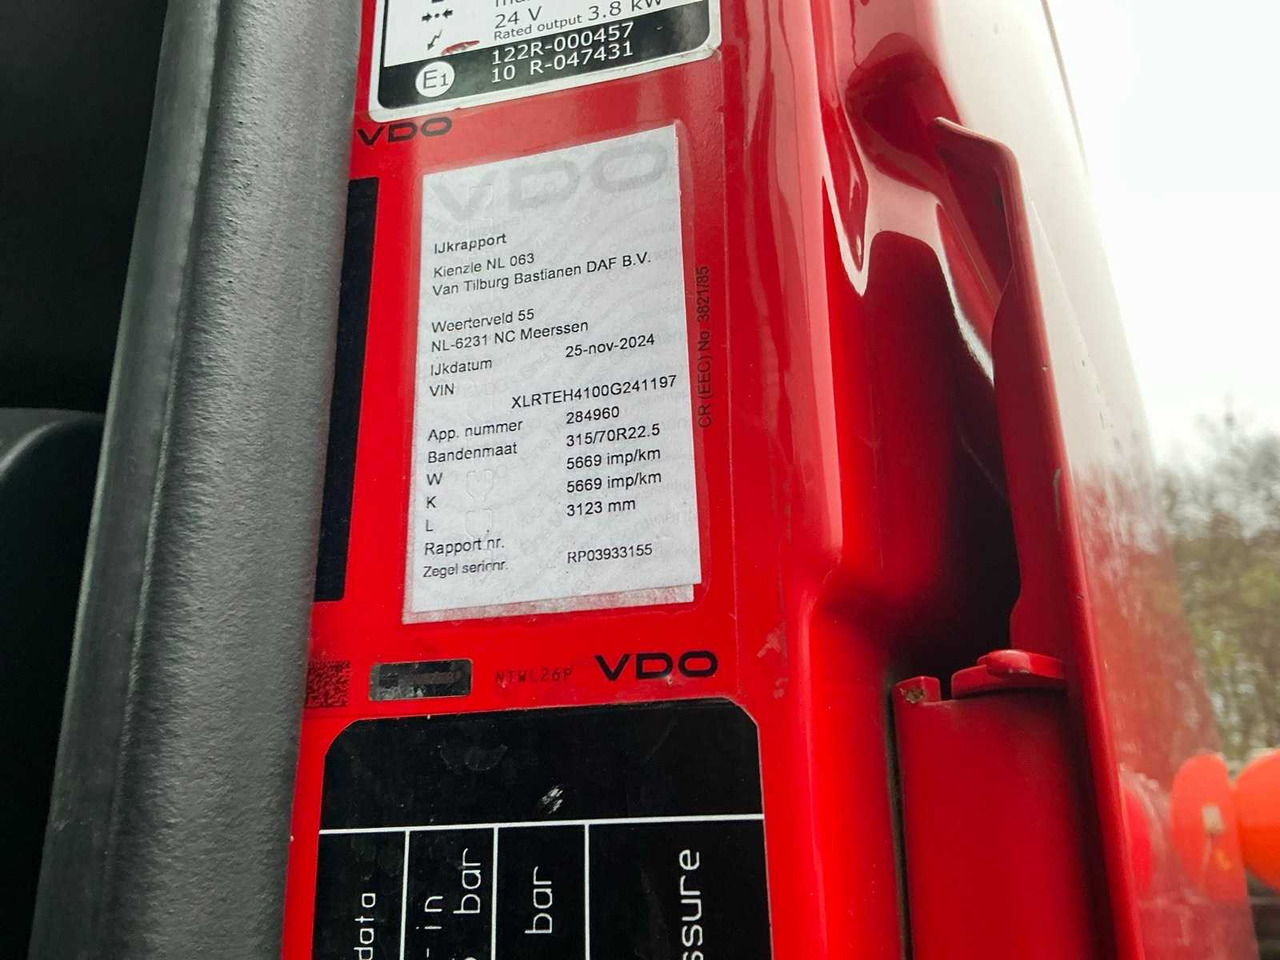 24 V
Rated output 3.8 kW
122R-000457
10 R-047431
E1
VDO
VDO
IJkrapport
Kienzle NL 063
Van Tilburg Bastianen DAF B.V.
Weerterveld 55
NL-6231 NC Meerssen
IJkdatum 25-nov-2024
VIN
XLRTEH4100G241197
App. nummer 284960
Bandenmaat 315/70R22.5
W 5669 imp/km
K 5669 imp/km
L 3123 mm
Rapport nr.
Zegel serienr. RP03933155
CR (EEC) No 3821/85
NTWL26P
VDO
data
- in
bar
bar
ssure